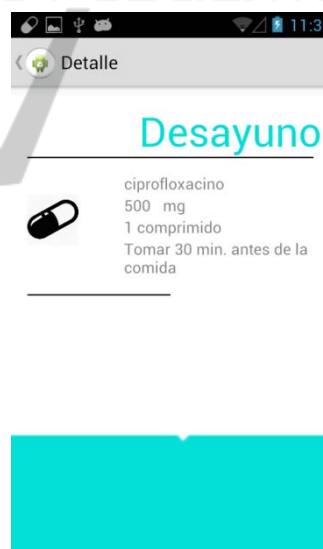 11:3
Detalle
Desayuno
ciprofloxacino
500 mg
1 comprimido
Tomar 30 min. antes de la
comida